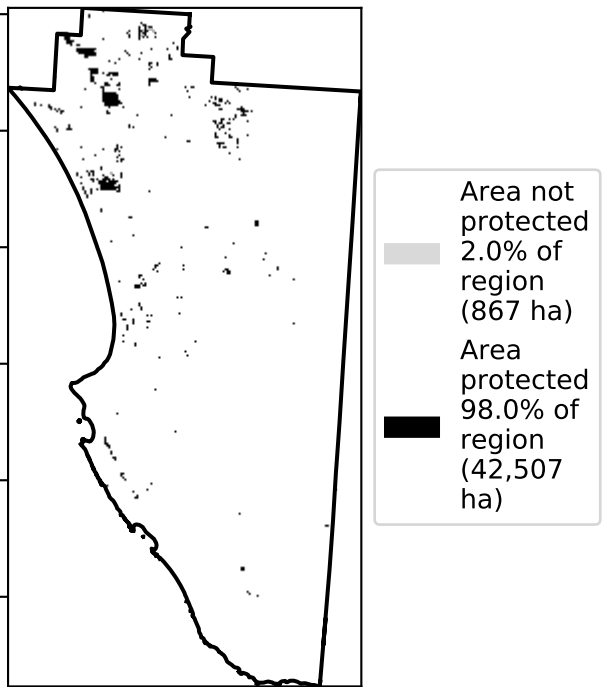 Area not
protected
2.0% of
region
(867 ha)
Area
protected
98.0% of
region
(42,507
ha)